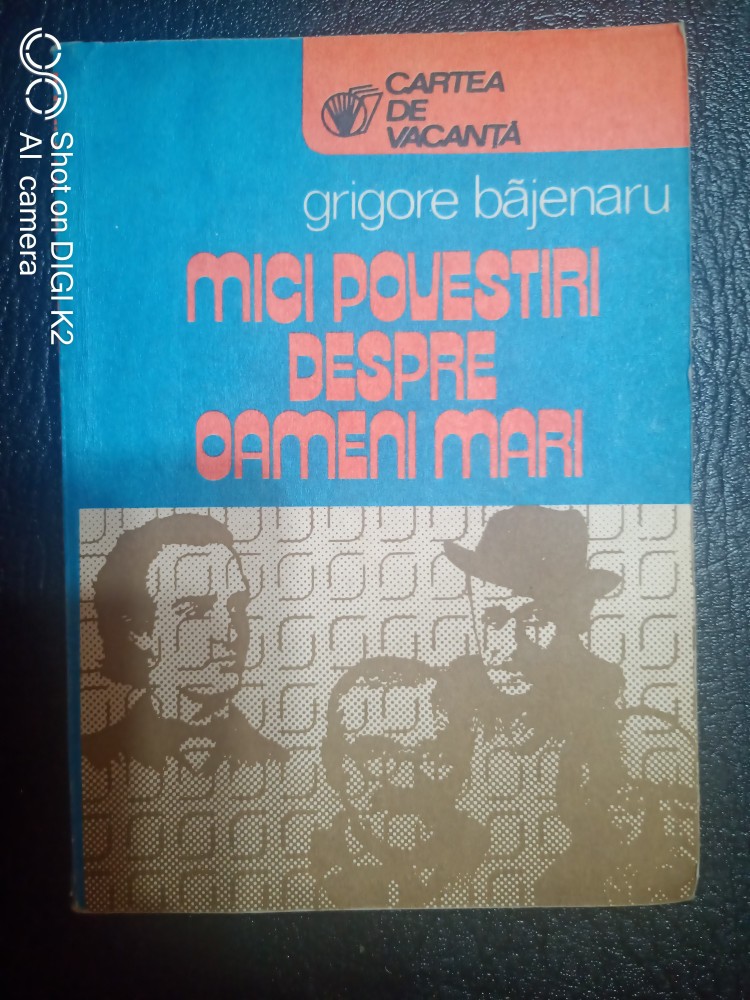 CARTEA
DE
VACANȚĂ
grigore băjenaru
MICI POVESTIRI
DESPRE
OAMENI MARI
Shot on DIGI K2
AI camera